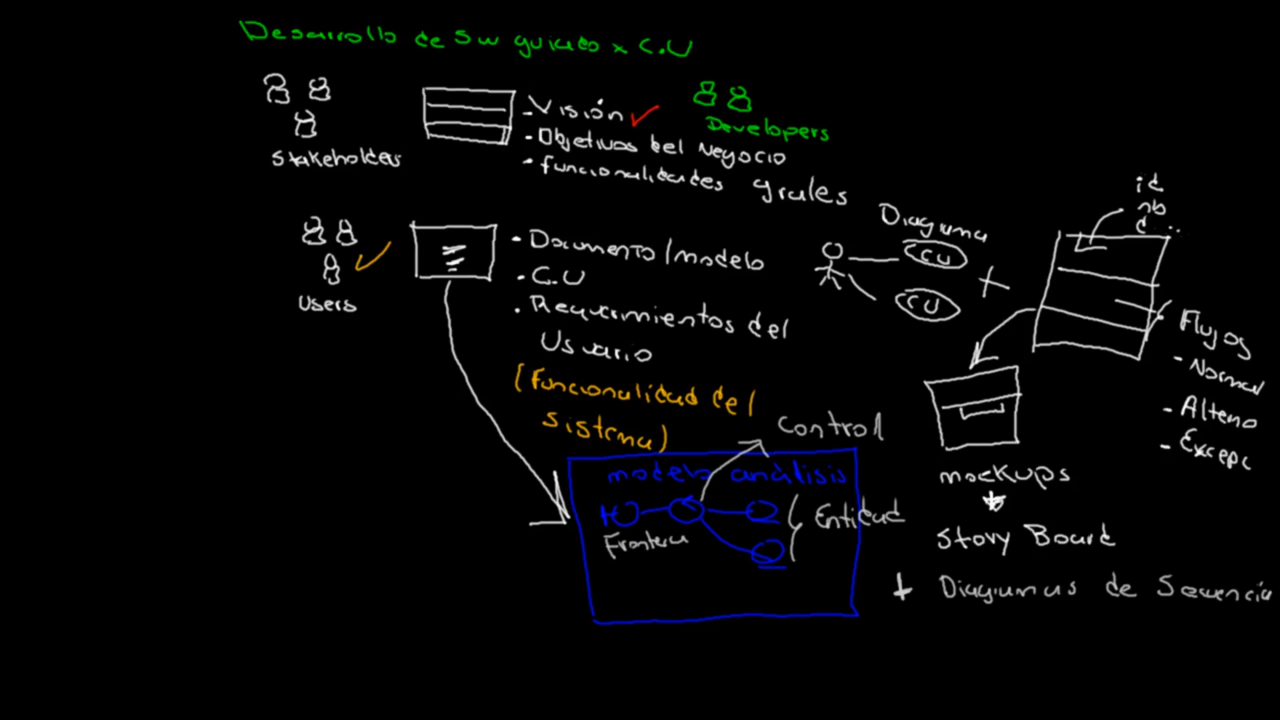 Desarrollo de Sw guiado x C.U
Stakeholders
- Visión
- Objetivos del Negocio
- funcionalidades grales
Developers
id
nb
d...
Users
• Documento/modelo
• C.U
• Requerimientos del
Usuario
(Funcionalidad del
sistema)
Diagrama
CU
CU
+
Flujos
- Normal
- Alterno
- Excepc
mockups
+
Story Board
+ Diagramas de Secuencia
control
modelo análisis
Frontera
Entidad